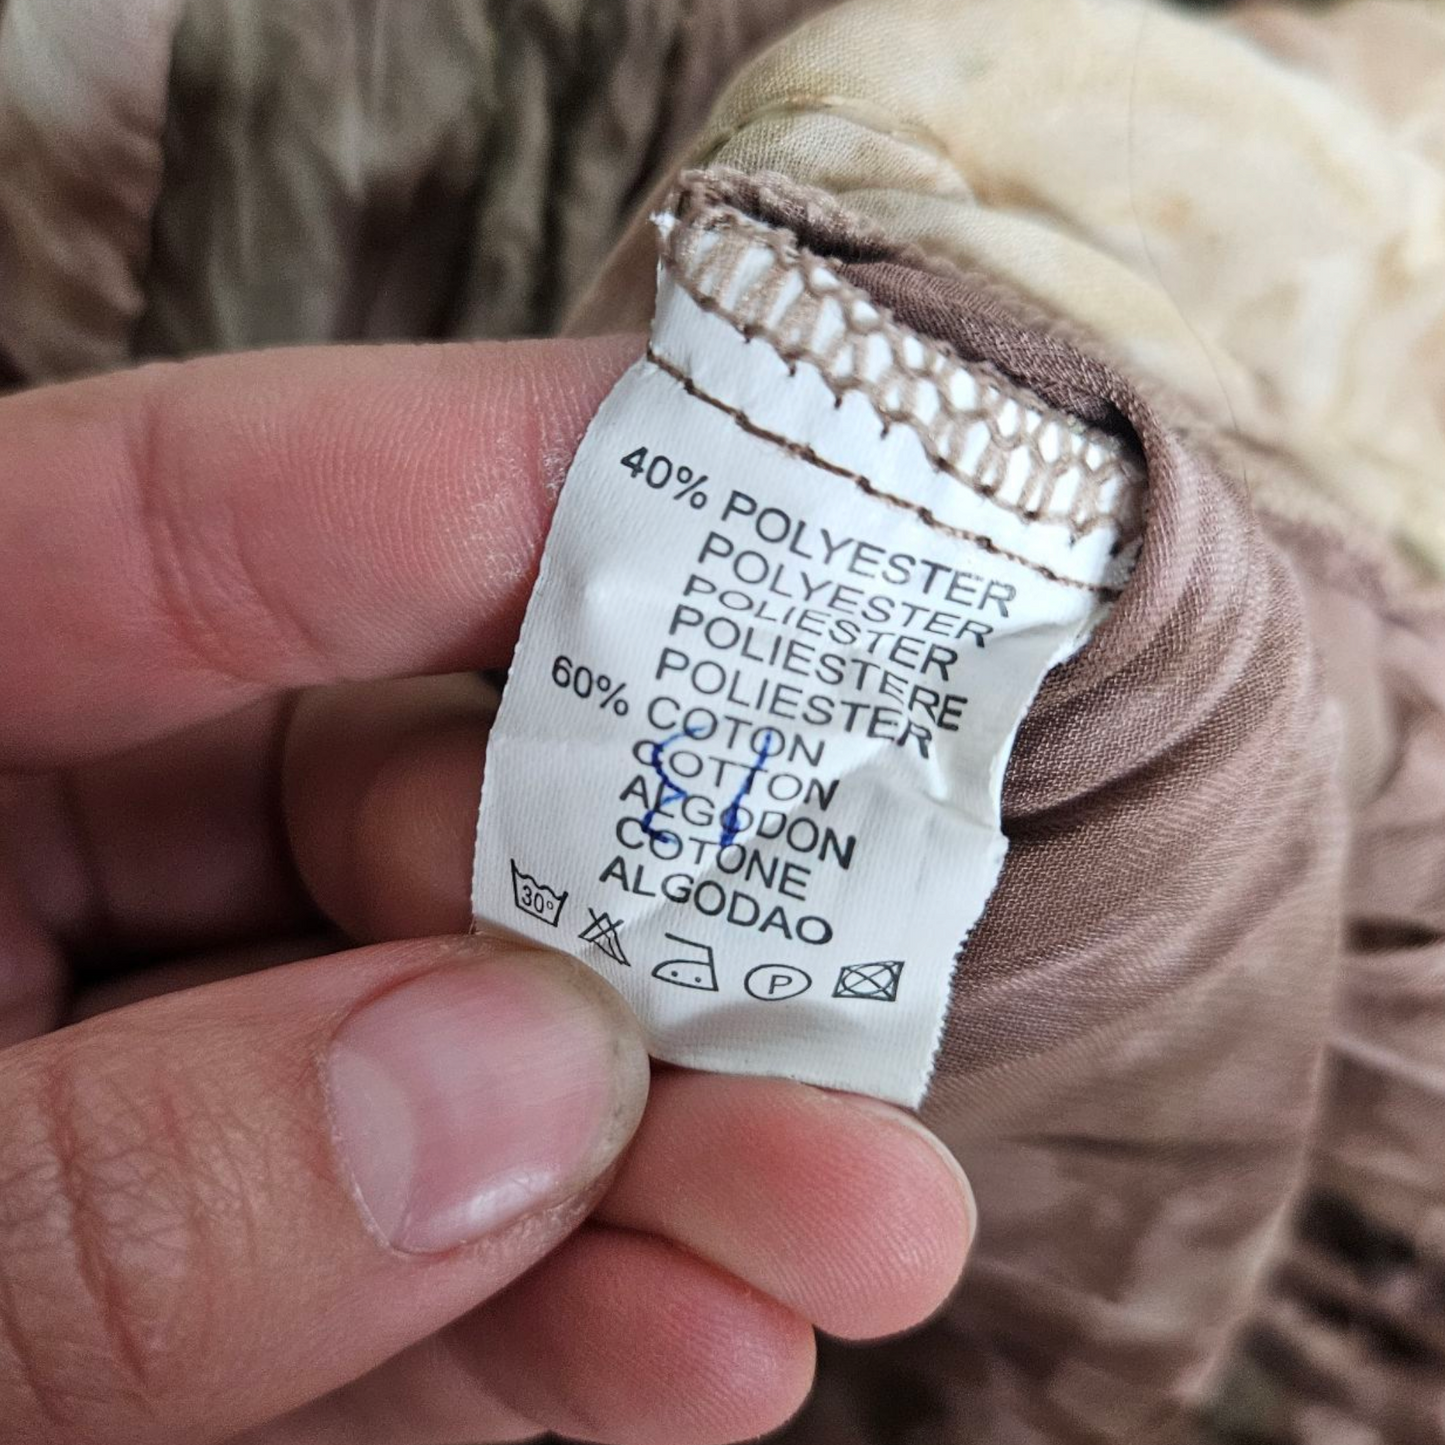 40% POLYESTER
POLYESTER
POLIESTER
POLIESTERE
POLIESTER
60% COTON
COTTON
ALGODON
COTONE
ALGODAO
30°
P